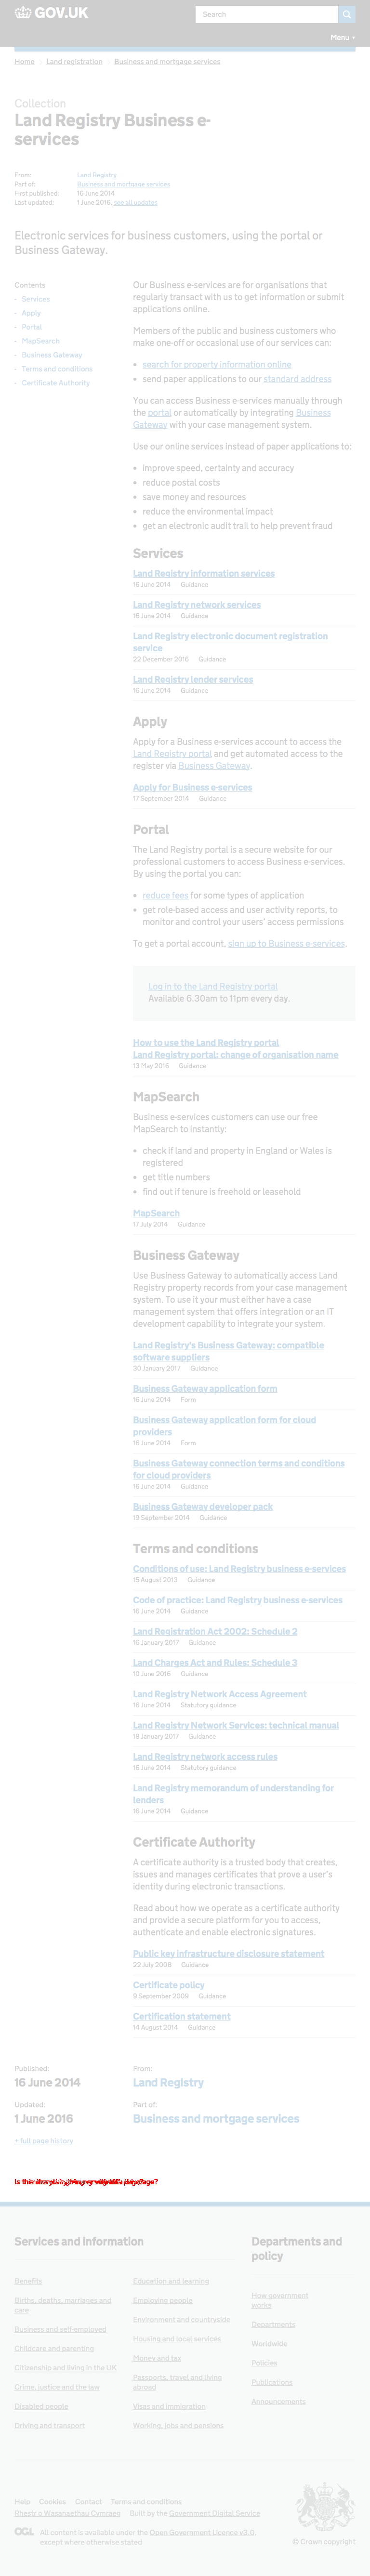 GOV.UK
Search
Menu
Home
Land registration
Business and mortgage services
Collection
Land Registry Business e-
services
From: Land Registry
Part of: Business and mortgage services
First published: 16 June 2014
Last updated: 1 June 2016, see all updates
Electronic services for business customers, using the portal or
Business Gateway.
Contents
- Services
- Apply
- Portal
- MapSearch
- Business Gateway
- Terms and conditions
- Certificate Authority
Our Business e-services are for organisations that
regularly transact with us to get information or submit
applications online.
Members of the public and business customers who
make one-off or occasional use of our services can:
• search for property information online
• send paper applications to our standard address
You can access Business e-services manually through
the portal or automatically by integrating Business
Gateway with your case management system.
Use our online services instead of paper applications to:
• improve speed, certainty and accuracy
• reduce postal costs
• save money and resources
• reduce the environmental impact
• get an electronic audit trail to help prevent fraud
Services
Land Registry information services
16 June 2014 Guidance
Land Registry network services
16 June 2014 Guidance
Land Registry electronic document registration
service
22 December 2016 Guidance
Land Registry lender services
16 June 2014 Guidance
Apply
Apply for a Business e-services account to access the
Land Registry portal and get automated access to the
register via Business Gateway.
Apply for Business e-services
17 September 2014 Guidance
Portal
The Land Registry portal is a secure website for our
professional customers to access Business e-services.
By using the portal you can:
• reduce fees for some types of application
• get role-based access and user activity reports, to
monitor and control your users' access permissions
To get a portal account, sign up to Business e-services.
Log in to the Land Registry portal
Available 6.30am to 11pm every day.
How to use the Land Registry portal
Land Registry portal: change of organisation name
13 May 2016 Guidance
MapSearch
Business e-services customers can use our free
MapSearch to instantly:
• check if land and property in England or Wales is
registered
• get title numbers
• find out if tenure is freehold or leasehold
MapSearch
17 July 2014 Guidance
Business Gateway
Use Business Gateway to automatically access Land
Registry property records from your case management
system. To use it your must either have a case
management system that offers integration or an IT
development capability to integrate your system.
Land Registry's Business Gateway: compatible
software suppliers
30 January 2017 Guidance
Business Gateway application form
16 June 2014 Form
Business Gateway application form for cloud
providers
16 June 2014 Form
Business Gateway connection terms and conditions
for cloud providers
16 June 2014 Guidance
Business Gateway developer pack
19 September 2014 Guidance
Terms and conditions
Conditions of use: Land Registry business e-services
15 August 2013 Guidance
Code of practice: Land Registry business e-services
16 June 2014 Guidance
Land Registration Act 2002: Schedule 2
16 January 2017 Guidance
Land Charges Act and Rules: Schedule 3
10 June 2016 Guidance
Land Registry Network Access Agreement
16 June 2014 Statutory guidance
Land Registry Network Services: technical manual
18 January 2017 Guidance
Land Registry network access rules
16 June 2014 Statutory guidance
Land Registry memorandum of understanding for
lenders
16 June 2014 Guidance
Certificate Authority
A certificate authority is a trusted body that creates,
issues and manages certificates that prove a user's
identity during electronic transactions.
Read about how we operate as a certificate authority
and provide a secure platform for you to access,
authenticate and enable electronic signatures.
Public key infrastructure disclosure statement
22 July 2008 Guidance
Certificate policy
9 September 2009 Guidance
Certification statement
14 August 2014 Guidance
Published:
16 June 2014
From:
Land Registry
Updated:
1 June 2016
Part of:
Business and mortgage services
+ full page history
Services and information
Departments and
policy
Benefits
Births, deaths, marriages and
care
Business and self-employed
Childcare and parenting
Citizenship and living in the UK
Crime, justice and the law
Disabled people
Driving and transport
Education and learning
Employing people
Environment and countryside
Housing and local services
Money and tax
Passports, travel and living
abroad
Visas and immigration
Working, jobs and pensions
How government
works
Departments
Worldwide
Policies
Publications
Announcements
Help Cookies Contact Terms and conditions
Rhestr o Wasanaethau Cymraeg Built by the Government Digital Service
OGL All content is available under the Open Government Licence v3.0,
except where otherwise stated
© Crown copyright